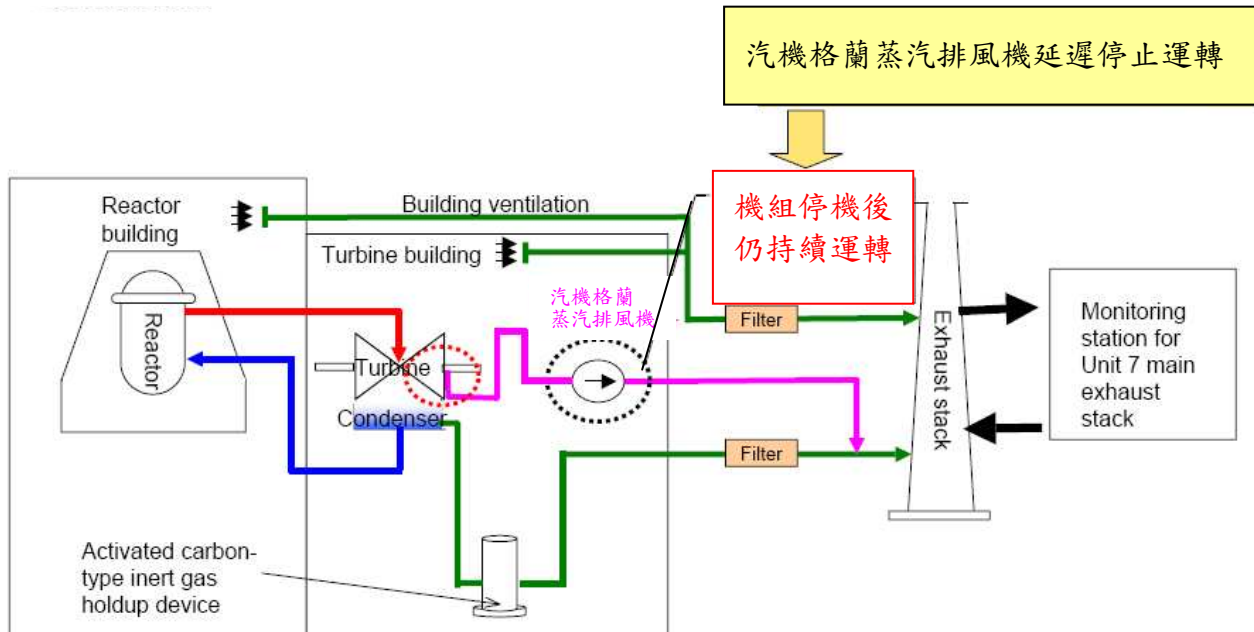 汽機格蘭蒸汽排風機延遲停止運轉
機組停機後
仍持續運轉
Reactor
building
Building ventilation
Turbine building
汽機格蘭
蒸汽排風機
Filter
Reactor
Turbine
Condenser
Exhaust stack
Monitoring
station for
Unit 7 main
exhaust
stack
Filter
Activated carbon-
type inert gas
holdup device